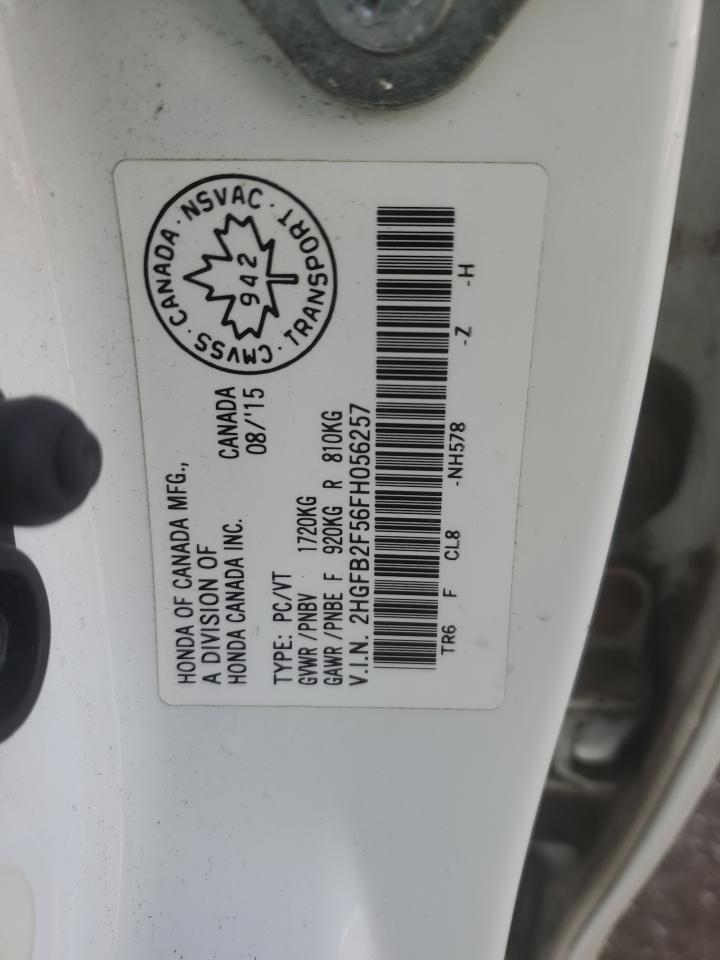 HONDA OF CANADA MFG.,
A DIVISION OF
HONDA CANADA INC.
CANADA
08/'15
CMVSS · CANADA · NSVAC · TRANSPORT
942
TYPE: PC/VT
GVWR /PNBV 1720KG
GAWR /PNBE F 920KG R 810KG
V.I.N. 2HGFB2F56FH056257
TR6 F CL8 -NH578 -Z -H